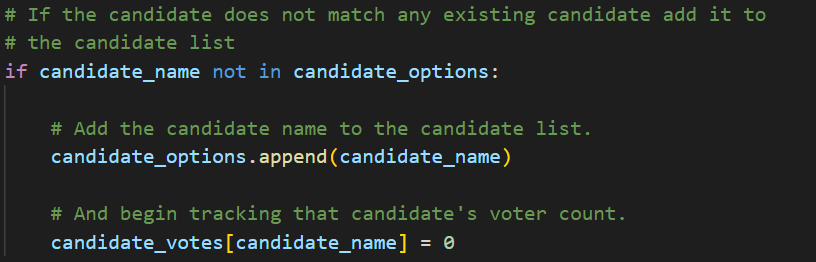 # If the candidate does not match any existing candidate add it to
# the candidate list
if candidate_name not in candidate_options:
# Add the candidate name to the candidate list.
candidate_options.append(candidate_name)
# And begin tracking that candidate's voter count.
candidate_votes[candidate_name] = 0